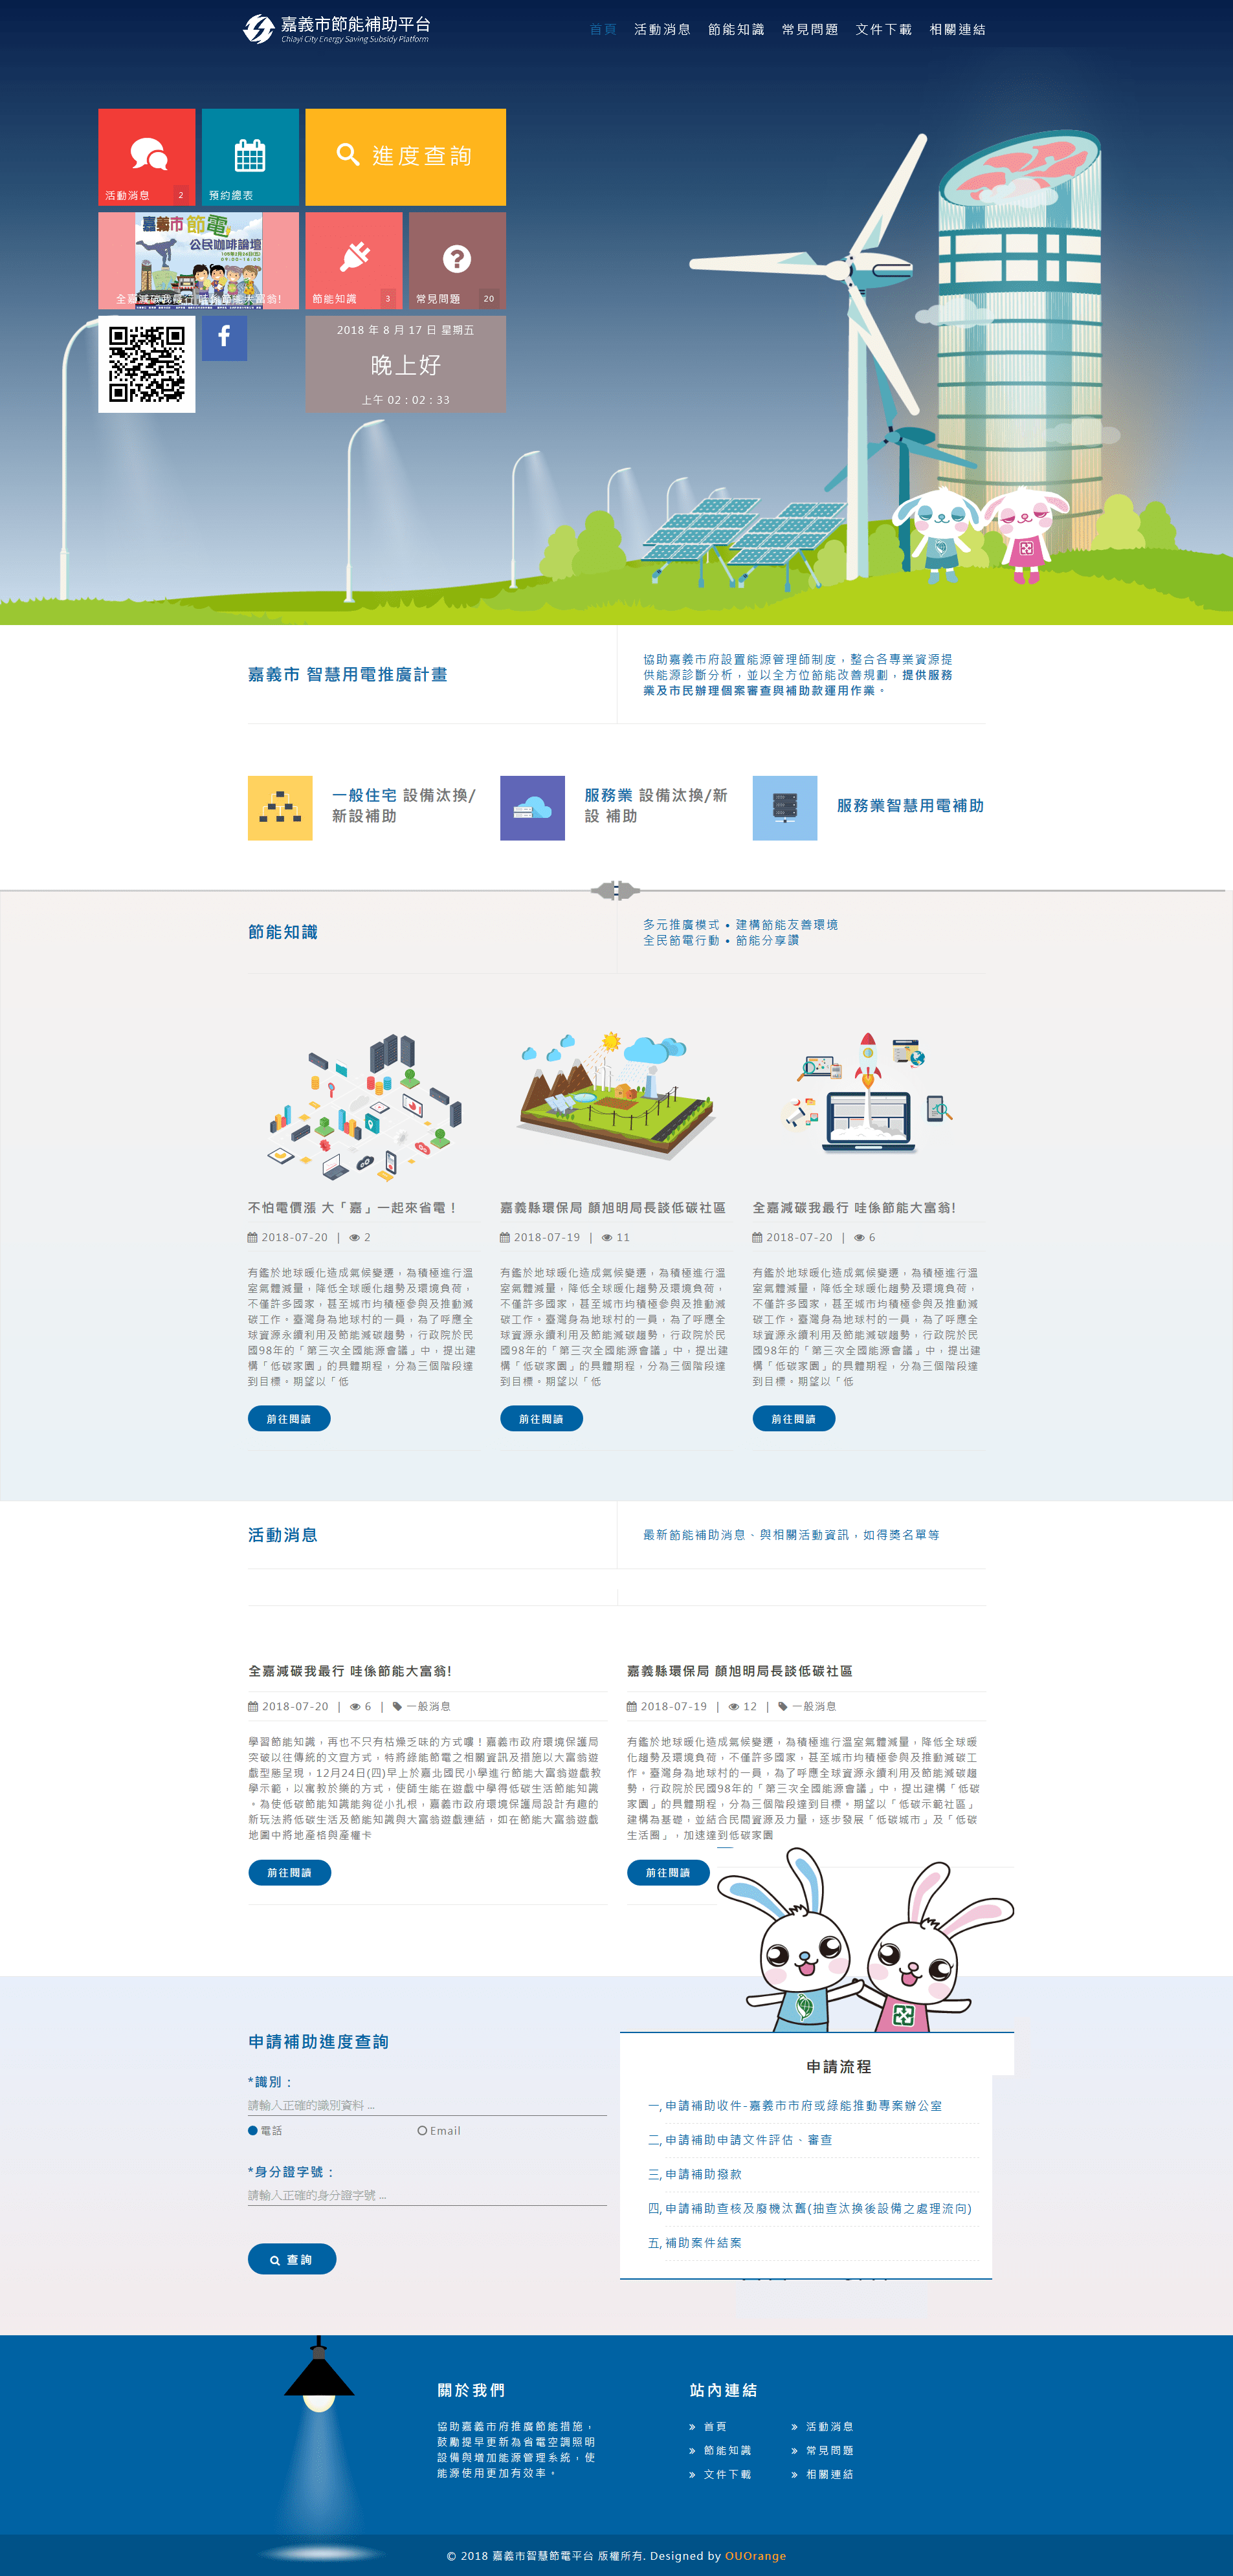 嘉義市節能補助平台
Chiayi City Energy Saving Subsidy Platform
首頁 活動消息 節能知識 常見問題 文件下載 相關連結
活動消息 2
預約總表
進度查詢
嘉義市節電
公民咖啡論壇
全嘉減碳我最行 哇係節能大富翁!
節能知識 3
常見問題 20
2018 年 8 月 17 日 星期五
晚上好
上午 02 : 02 : 33
嘉義市 智慧用電推廣計畫
協助嘉義市府設置能源管理師制度，整合各專業資源提
供能源診斷分析，並以全方位節能改善規劃，提供服務
業及市民辦理個案審查與補助款運用作業。
一般住宅 設備汰換/
新設補助
服務業 設備汰換/新
設 補助
服務業智慧用電補助
節能知識
多元推廣模式 • 建構節能友善環境
全民節電行動 • 節能分享讚
不怕電價漲 大「嘉」一起來省電！
2018-07-20 | 2
有鑑於地球暖化造成氣候變遷，為積極進行溫
室氣體減量，降低全球暖化趨勢及環境負荷，
不僅許多國家，甚至城市均積極參與及推動減
碳工作。臺灣身為地球村的一員，為了呼應全
球資源永續利用及節能減碳趨勢，行政院於民
國98年的「第三次全國能源會議」中，提出建
構「低碳家園」的具體期程，分為三個階段達
到目標。期望以「低
前往閱讀
嘉義縣環保局 顏旭明局長談低碳社區
2018-07-19 | 11
有鑑於地球暖化造成氣候變遷，為積極進行溫
室氣體減量，降低全球暖化趨勢及環境負荷，
不僅許多國家，甚至城市均積極參與及推動減
碳工作。臺灣身為地球村的一員，為了呼應全
球資源永續利用及節能減碳趨勢，行政院於民
國98年的「第三次全國能源會議」中，提出建
構「低碳家園」的具體期程，分為三個階段達
到目標。期望以「低
前往閱讀
全嘉減碳我最行 哇係節能大富翁!
2018-07-20 | 6
有鑑於地球暖化造成氣候變遷，為積極進行溫
室氣體減量，降低全球暖化趨勢及環境負荷，
不僅許多國家，甚至城市均積極參與及推動減
碳工作。臺灣身為地球村的一員，為了呼應全
球資源永續利用及節能減碳趨勢，行政院於民
國98年的「第三次全國能源會議」中，提出建
構「低碳家園」的具體期程，分為三個階段達
到目標。期望以「低
前往閱讀
活動消息
最新節能補助消息、與相關活動資訊，如得獎名單等
全嘉減碳我最行 哇係節能大富翁!
2018-07-20 | 6 | 一般消息
學習節能知識，再也不只有枯燥乏味的方式嘍！嘉義市政府環境保護局
突破以往傳統的文宣方式，特將綠能節電之相關資訊及措施以大富翁遊
戲型態呈現，12月24日(四)早上於嘉北國民小學進行節能大富翁遊戲教
學示範，以寓教於樂的方式，使師生能在遊戲中學得低碳生活節能知識
。為使低碳節能知識能夠從小扎根，嘉義市政府環境保護局設計有趣的
新玩法將低碳生活及節能知識與大富翁遊戲連結，如在節能大富翁遊戲
地圖中將地產格與產權卡
前往閱讀
嘉義縣環保局 顏旭明局長談低碳社區
2018-07-19 | 12 | 一般消息
有鑑於地球暖化造成氣候變遷，為積極進行溫室氣體減量，降低全球暖
化趨勢及環境負荷，不僅許多國家，甚至城市均積極參與及推動減碳工
作。臺灣身為地球村的一員，為了呼應全球資源永續利用及節能減碳趨
勢，行政院於民國98年的「第三次全國能源會議」中，提出建構「低碳
家園」的具體期程，分為三個階段達到目標。期望以「低碳示範社區」
建構為基礎，並結合民間資源及力量，逐步發展「低碳城市」及「低碳
生活圈」，加速達到低碳家園
前往閱讀
申請補助進度查詢
*識別：
請輸入正確的識別資料 ...
電話 Email
*身分證字號：
請輸入正確的身分證字號 ...
查詢
申請流程
一, 申請補助收件-嘉義市市府或綠能推動專案辦公室
二, 申請補助申請文件評估、審查
三, 申請補助撥款
四, 申請補助查核及廢機汰舊(抽查汰換後設備之處理流向)
五, 補助案件結案
關於我們
協助嘉義市府推廣節能措施，
鼓勵提早更新為省電空調照明
設備與增加能源管理系統，使
能源使用更加有效率。
站內連結
» 首頁 » 活動消息
» 節能知識 » 常見問題
» 文件下載 » 相關連結
© 2018 嘉義市智慧節電平台 版權所有. Designed by OUOrange